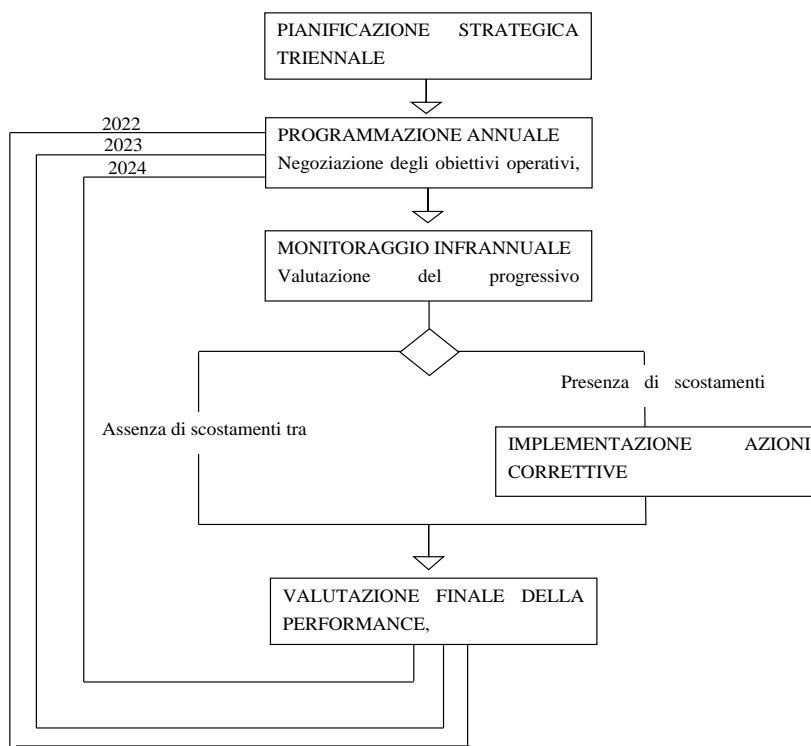 PIANIFICAZIONE STRATEGICA
TRIENNALE
2022
2023
2024
PROGRAMMAZIONE ANNUALE
Negoziazione degli obiettivi operativi,
MONITORAGGIO INFRANNUALE
Valutazione del progressivo
Presenza di scostamenti
Assenza di scostamenti tra
IMPLEMENTAZIONE AZIONI
CORRETTIVE
VALUTAZIONE FINALE DELLA
PERFORMANCE,